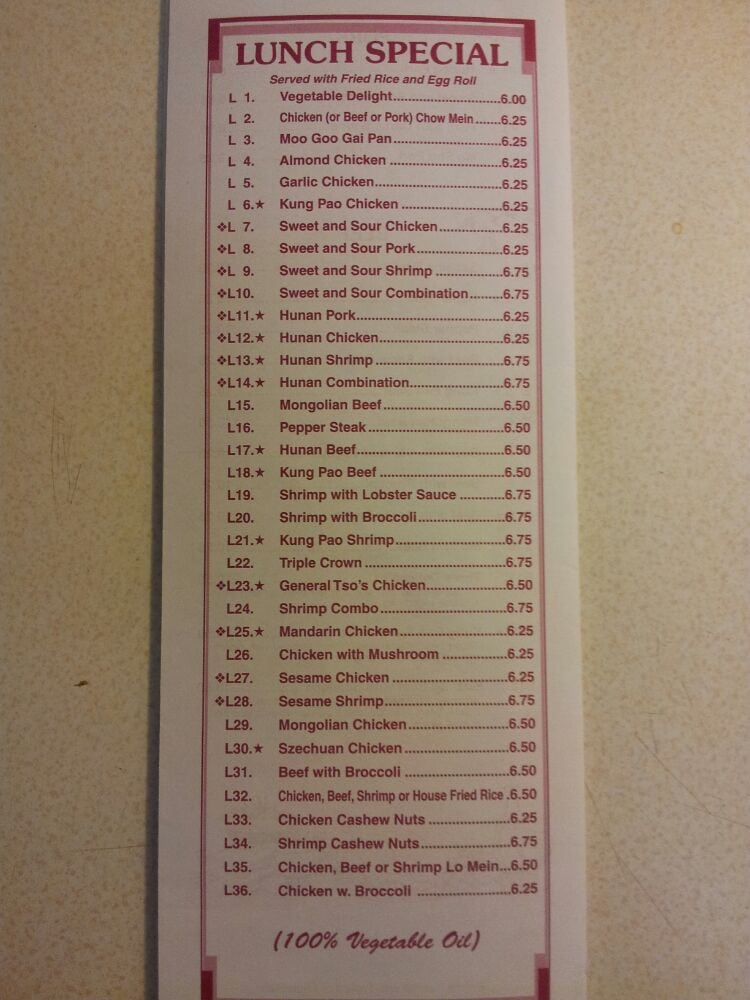 LUNCH SPECIAL
Served with Fried Rice and Egg Roll
L 1. Vegetable Delight..............................6.00
L 2. Chicken (or Beef or Pork) Chow Mein.......6.25
L 3. Moo Goo Gai Pan..............................6.25
L 4. Almond Chicken..............................6.25
L 5. Garlic Chicken..............................6.25
L 6.★ Kung Pao Chicken..............................6.25
❖L 7. Sweet and Sour Chicken.................6.25
❖L 8. Sweet and Sour Pork.......................6.25
❖L 9. Sweet and Sour Shrimp..................6.75
❖L10. Sweet and Sour Combination.........6.75
❖L11.★ Hunan Pork..............................6.25
❖L12.★ Hunan Chicken..............................6.25
❖L13.★ Hunan Shrimp..............................6.75
❖L14.★ Hunan Combination.........................6.75
L15. Mongolian Beef..............................6.50
L16. Pepper Steak..............................6.50
L17.★ Hunan Beef..............................6.50
L18.★ Kung Pao Beef..............................6.50
L19. Shrimp with Lobster Sauce............6.75
L20. Shrimp with Broccoli.......................6.75
L21.★ Kung Pao Shrimp..............................6.75
L22. Triple Crown..............................6.75
❖L23.★ General Tso's Chicken.....................6.50
L24. Shrimp Combo..............................6.75
❖L25.★ Mandarin Chicken..............................6.25
L26. Chicken with Mushroom.................6.25
❖L27. Sesame Chicken..............................6.25
❖L28. Sesame Shrimp..............................6.75
L29. Mongolian Chicken..........................6.50
L30.★ Szechuan Chicken..........................6.50
L31. Beef with Broccoli..........................6.50
L32. Chicken, Beef, Shrimp or House Fried Rice .6.50
L33. Chicken Cashew Nuts.....................6.25
L34. Shrimp Cashew Nuts.......................6.75
L35. Chicken, Beef or Shrimp Lo Mein...6.50
L36. Chicken w. Broccoli........................6.25
(100% Vegetable Oil)